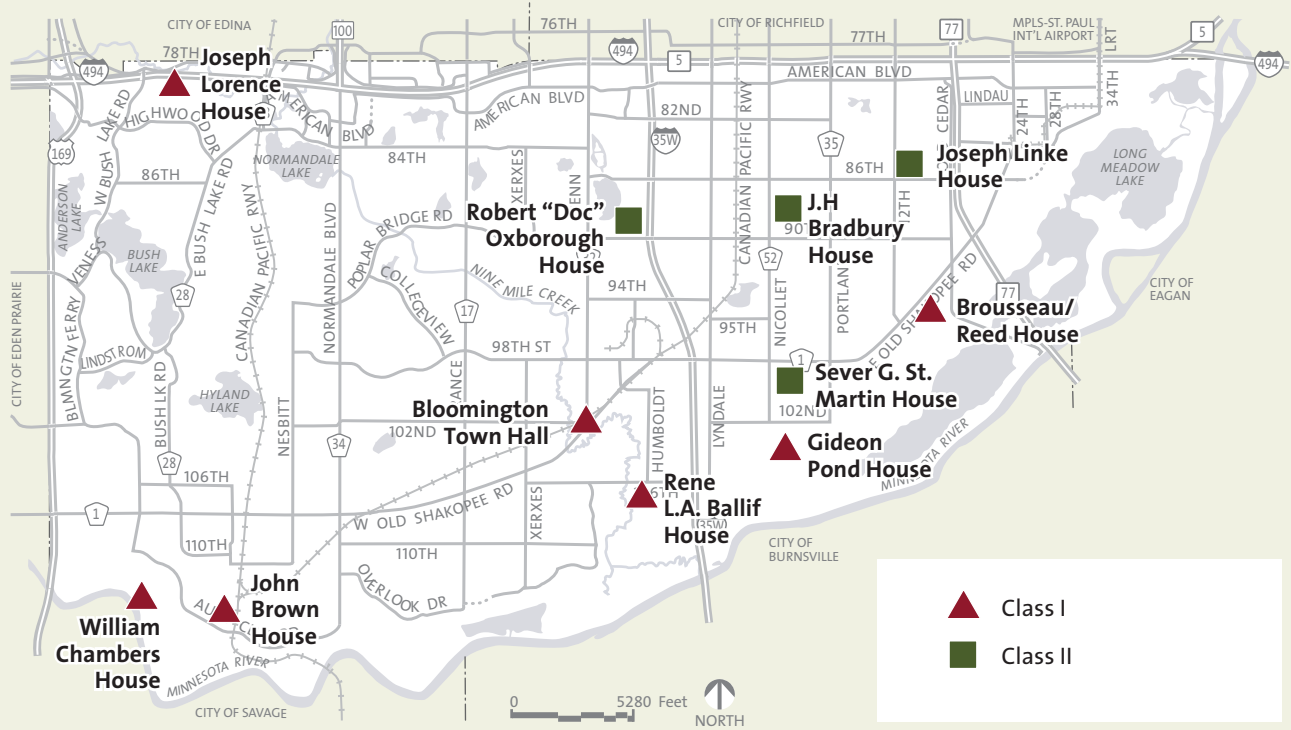 CITY OF EDINA
76TH
CITY OF RICHFIELD
MPLS-ST. PAUL
INT'L AIRPORT
LRT
100
77TH
77
5
78TH
494
494
5
494
Joseph
Lorence
House
AMERICAN BLVD
AMERICAN BLVD
AMERICAN BLVD
LINDAU
34TH
24TH
28TH
CEDAR
82ND
W BUSH LAKE RD
HIGHWOOD DR
169
35W
35
NORMANDALE
LAKE
84TH
86TH
86TH
XERXES
CANADIAN PACIFIC RWY
Joseph Linke
House
LONG
MEADOW
LAKE
ANDERSON
LAKE
E BUSH LAKE RD
CANADIAN PACIFIC RWY
NORMANDALE BLVD
POPLAR BRIDGE RD
Robert “Doc”
Oxborough
House
J.H
Bradbury
House
12TH
90
BUSH
LAKE
VENESS
COLLEGEVIEW
NINE MILE CREEK
52
E OLD SHAKOPEE RD
77
CITY OF
EAGAN
28
17
94TH
95TH
NICOLLET
PORTLAN
Brousseau/
Reed House
CITY OF EDEN PRAIRIE
BLMNGTN FERRY
LINDSTROM
98TH ST
1
Sever G. St.
Martin House
HYLAND
LAKE
BUSH LK RD
NESBITT
ANCE
Bloomington
Town Hall
102ND
102ND
34
HUMBOLDT
LYNDALE
Gideon
Pond House
MINNESOTA RIVER
28
106TH
1
W OLD SHAKOPEE RD
XERXES
Rene
L.A. Ballif
House
35W
110TH
110TH
CITY OF
BURNSVILLE
OVERLOOK DR
John
Brown
House
William
Chambers
House
MINNESOTA RIVER
CITY OF SAVAGE
0
5280 Feet
NORTH
Class I
Class II